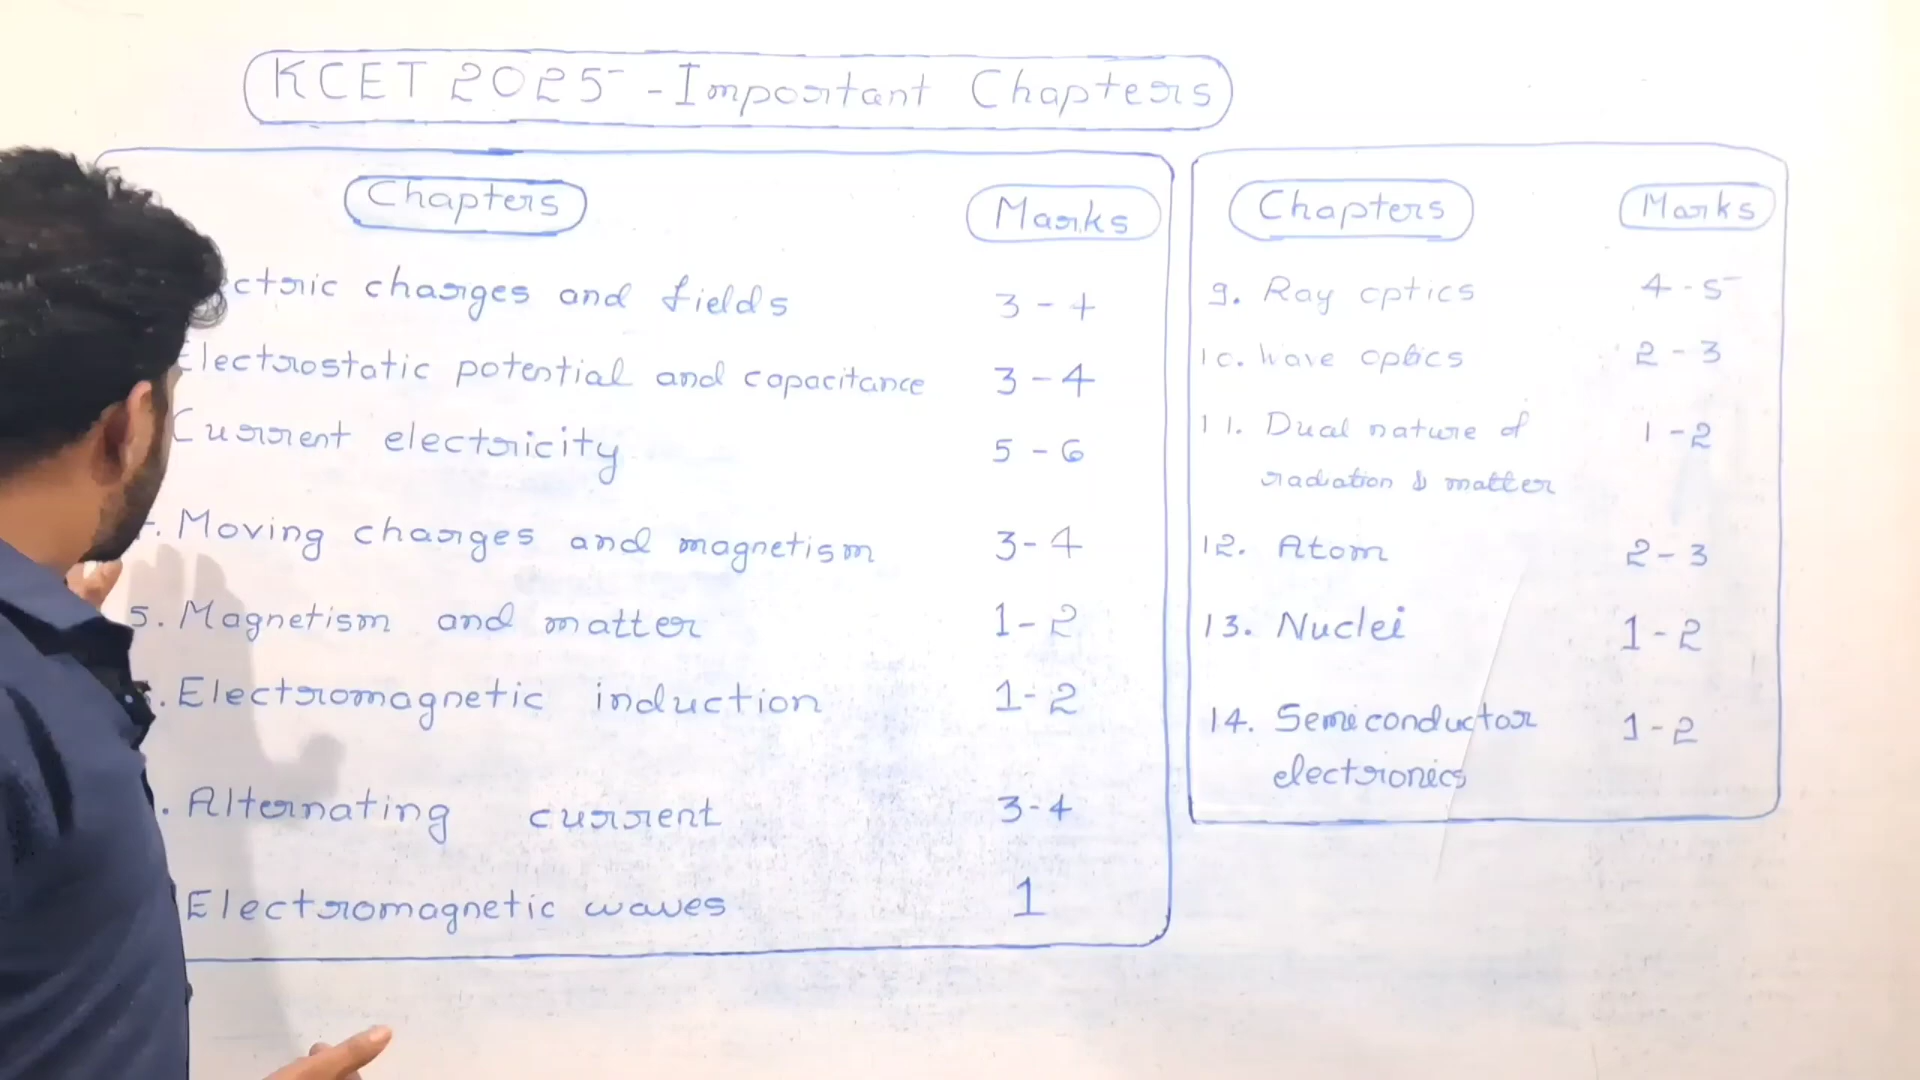 KCET 2025 - Important Chapters
Chapters Marks
ctric charges and fields 3 - 4
Electrostatic potential and capacitance 3 - 4
Current electricity 5 - 6
. Moving charges and magnetism 3 - 4
5. Magnetism and matter 1 - 2
. Electromagnetic induction 1 - 2
. Alternating current 3 - 4
Electromagnetic waves 1
Chapters Marks
9. Ray optics 4 - 5
10. Wave optics 2 - 3
11. Dual nature of 1 - 2
radiation & matter
12. Atom 2 - 3
13. Nuclei 1 - 2
14. Semiconductor 1 - 2
electronics